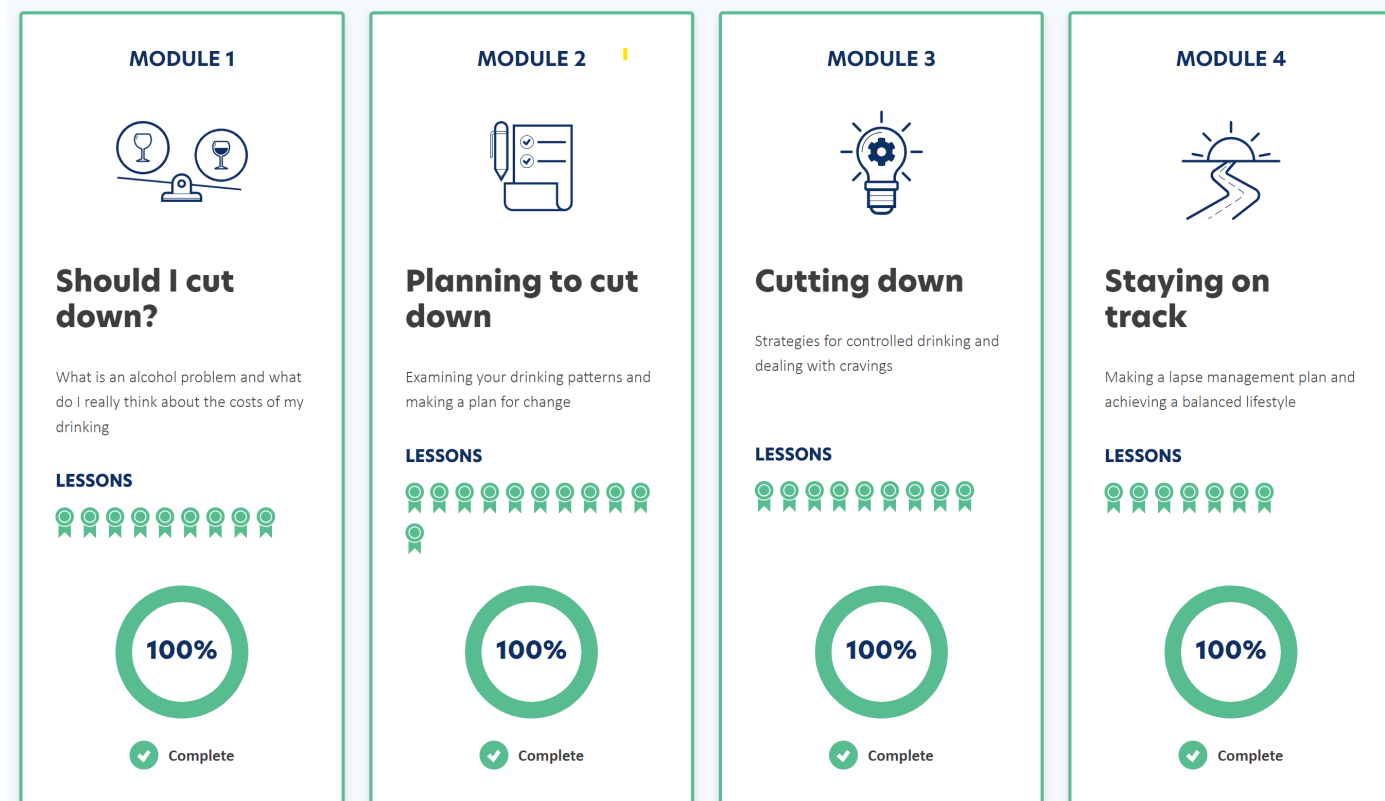 MODULE 1
Should I cut
down?
What is an alcohol problem and what
do I really think about the costs of my
drinking
LESSONS
100%
Complete
MODULE 2
Planning to cut
down
Examining your drinking patterns and
making a plan for change
LESSONS
100%
Complete
MODULE 3
Cutting down
Strategies for controlled drinking and
dealing with cravings
LESSONS
100%
Complete
MODULE 4
Staying on
track
Making a lapse management plan and
achieving a balanced lifestyle
LESSONS
100%
Complete